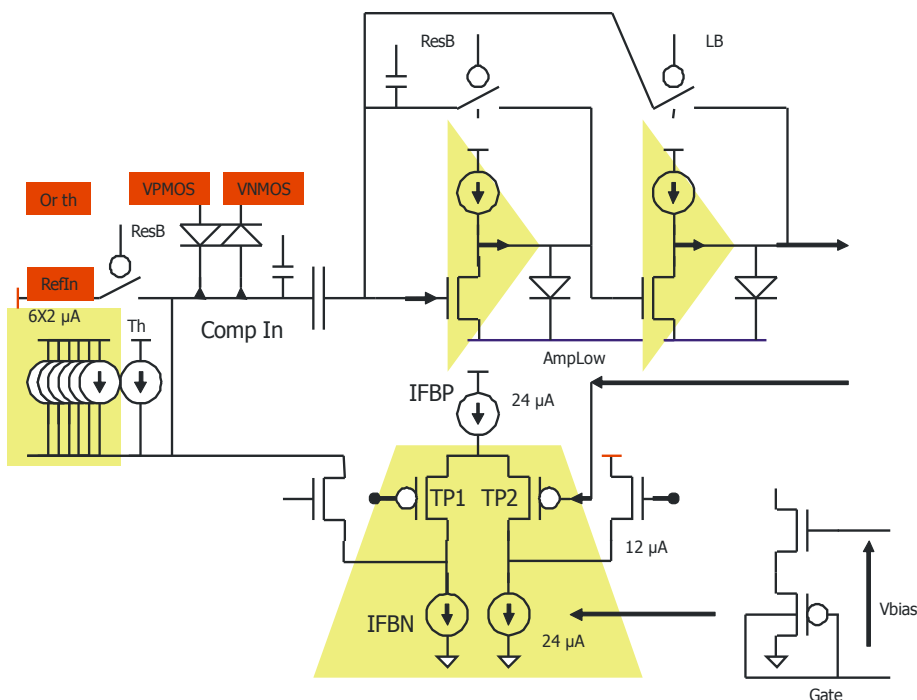 ResB
LB
VPMOS
VNMOS
Or th
ResB
RefIn
6X2 µA
Th
Comp In
AmpLow
IFBP
24 µA
TP1
TP2
12 µA
IFBN
24 µA
Vbias
Gate